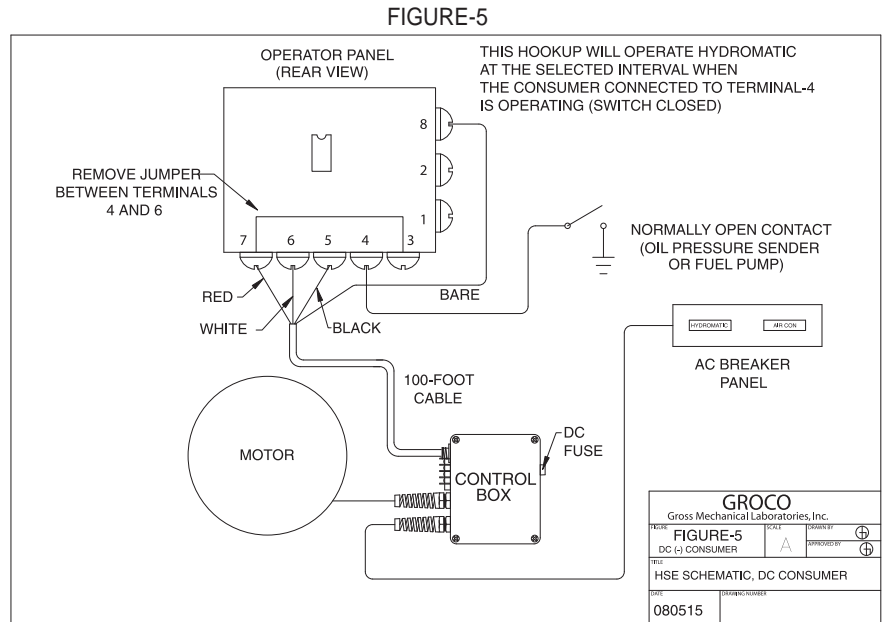 FIGURE-5
OPERATOR PANEL
(REAR VIEW)
THIS HOOKUP WILL OPERATE HYDROMATIC
AT THE SELECTED INTERVAL WHEN
THE CONSUMER CONNECTED TO TERMINAL-4
IS OPERATING (SWITCH CLOSED)
8
2
1
REMOVE JUMPER
BETWEEN TERMINALS
4 AND 6
7 6 5 4 3
NORMALLY OPEN CONTACT
(OIL PRESSURE SENDER
OR FUEL PUMP)
RED
WHITE
BLACK
BARE
HYDROMATIC
AIR CON
AC BREAKER
PANEL
100-FOOT
CABLE
MOTOR
DC
FUSE
CONTROL
BOX
GROCO
Gross Mechanical Laboratories, Inc.
FIGURE
FIGURE-5
DC (-) CONSUMER
SCALE
A
DRAWN BY
APPROVED BY
TITLE
HSE SCHEMATIC, DC CONSUMER
DATE
080515
DRAWING NUMBER